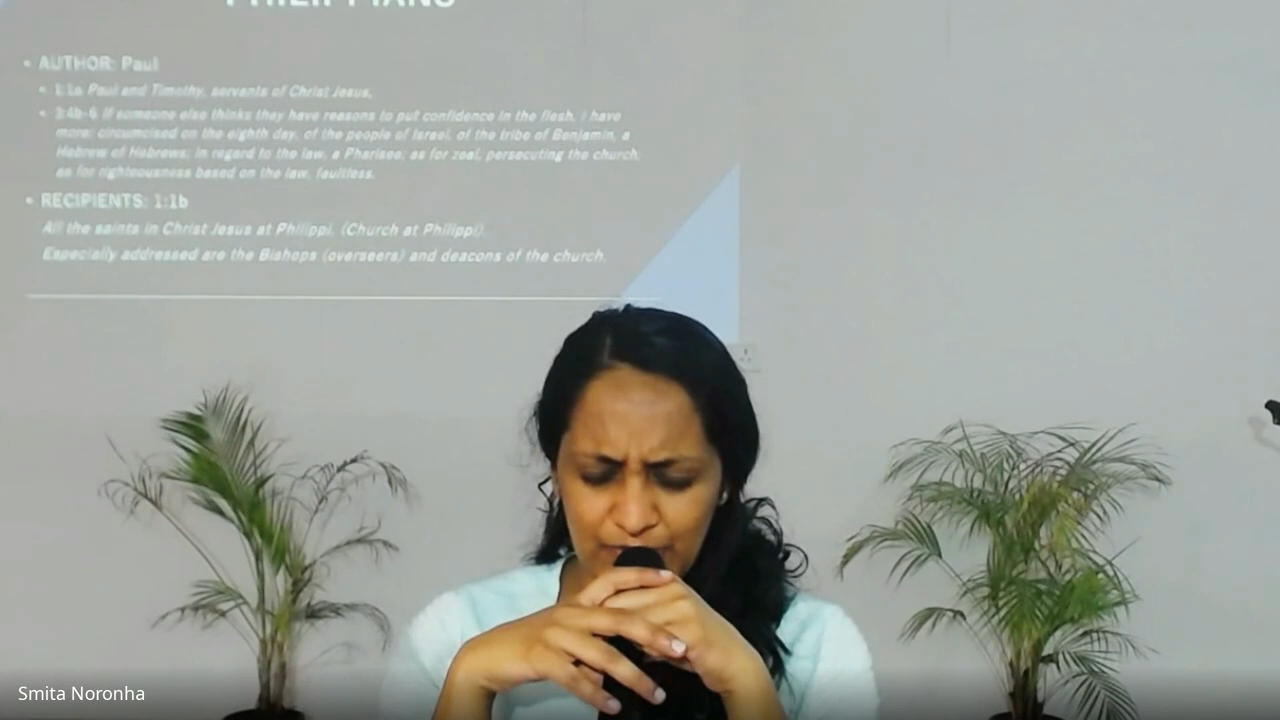 PHILIPPIANS
• AUTHOR: Paul
• 1:1a Paul and Timothy, servants of Christ Jesus,
• 3:4b-6 If someone else thinks they have reasons to put confidence in the flesh, I have
more: circumcised on the eighth day, of the people of Israel, of the tribe of Benjamin, a
Hebrew of Hebrews; in regard to the law, a Pharisee; as for zeal, persecuting the church;
as for righteousness based on the law, faultless.
• RECIPIENTS: 1:1b
All the saints in Christ Jesus at Philippi. (Church at Philippi).
Especially addressed are the Bishops (overseers) and deacons of the church.
Smita Noronha